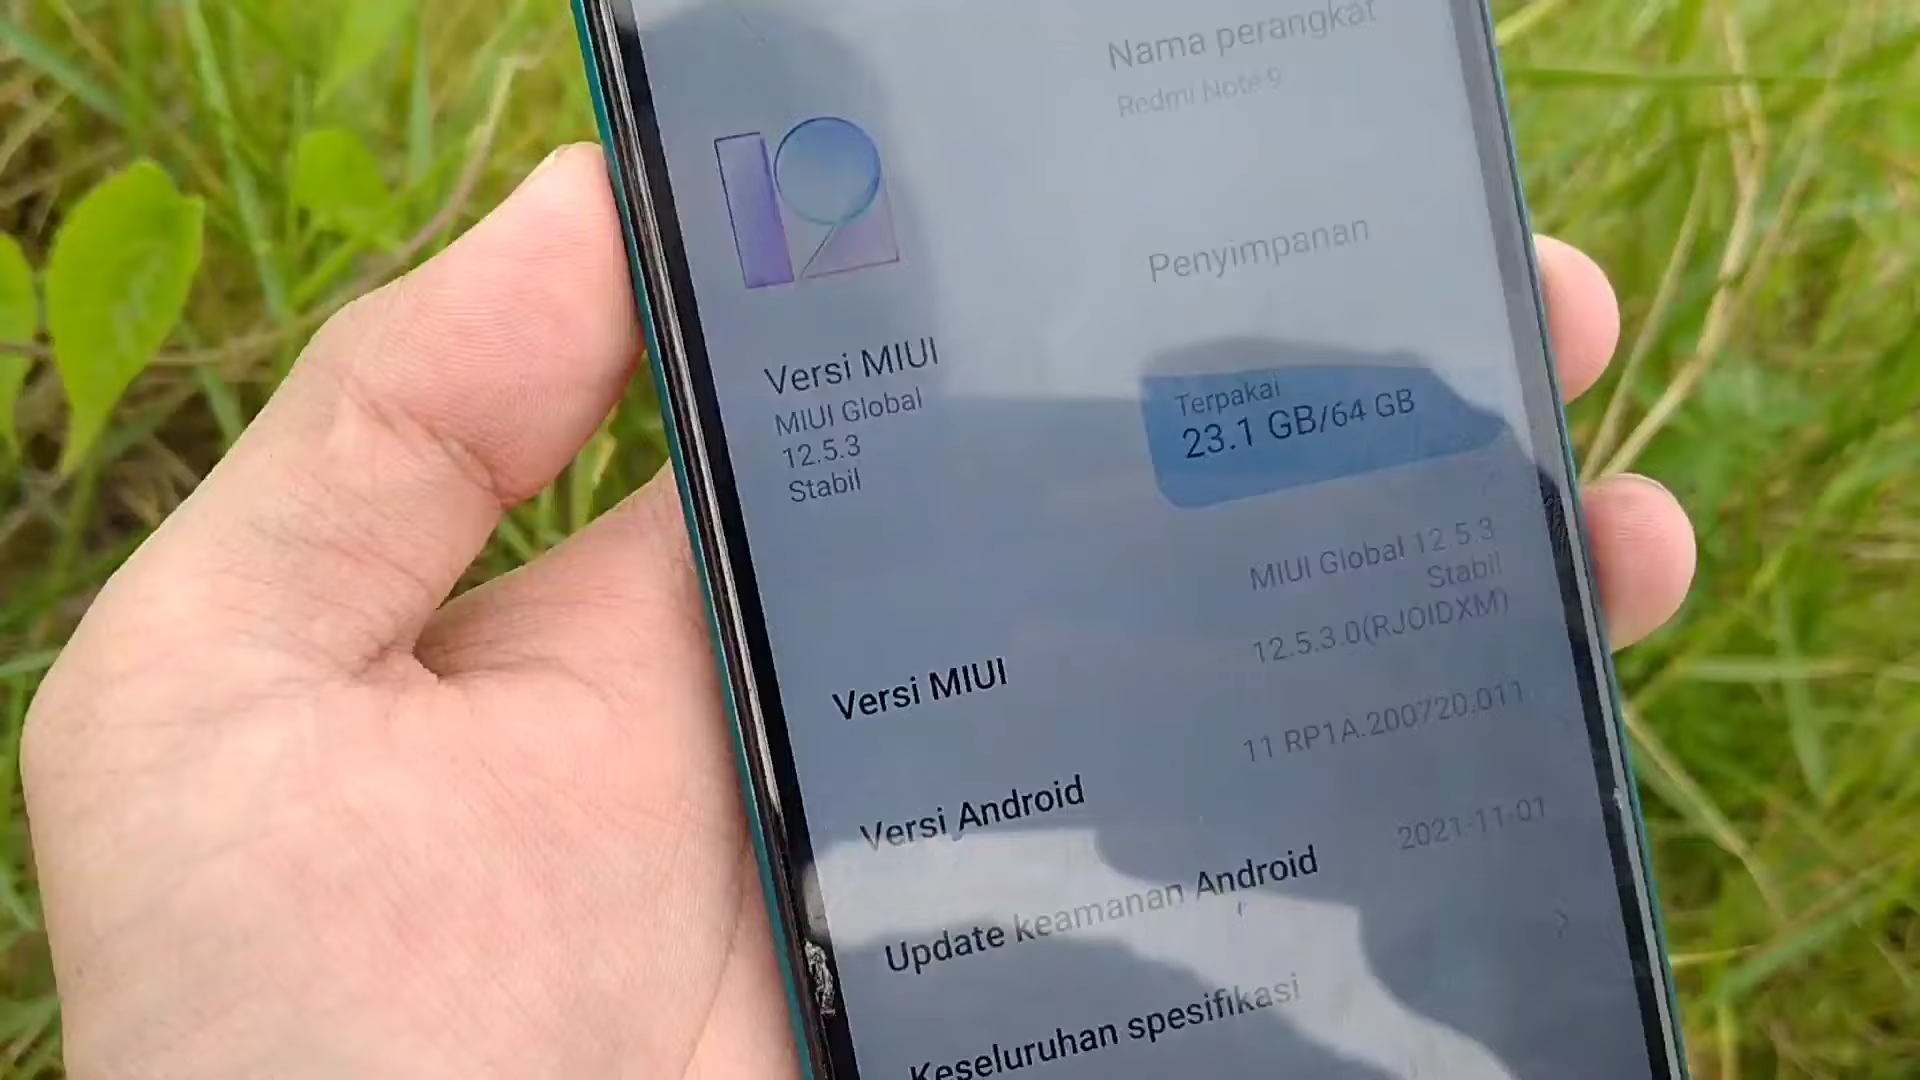 Nama perangkat
Redmi Note 9
Penyimpanan
Versi MIUI
MIUI Global
12.5.3
Stabil
Terpakai
23.1 GB/64 GB
Versi MIUI
MIUI Global 12.5.3
Stabil
12.5.3.0(RJOIDXM)
Versi Android
11 RP1A.200720.011
Update keamanan Android
2021-11-01
Keseluruhan spesifikasi